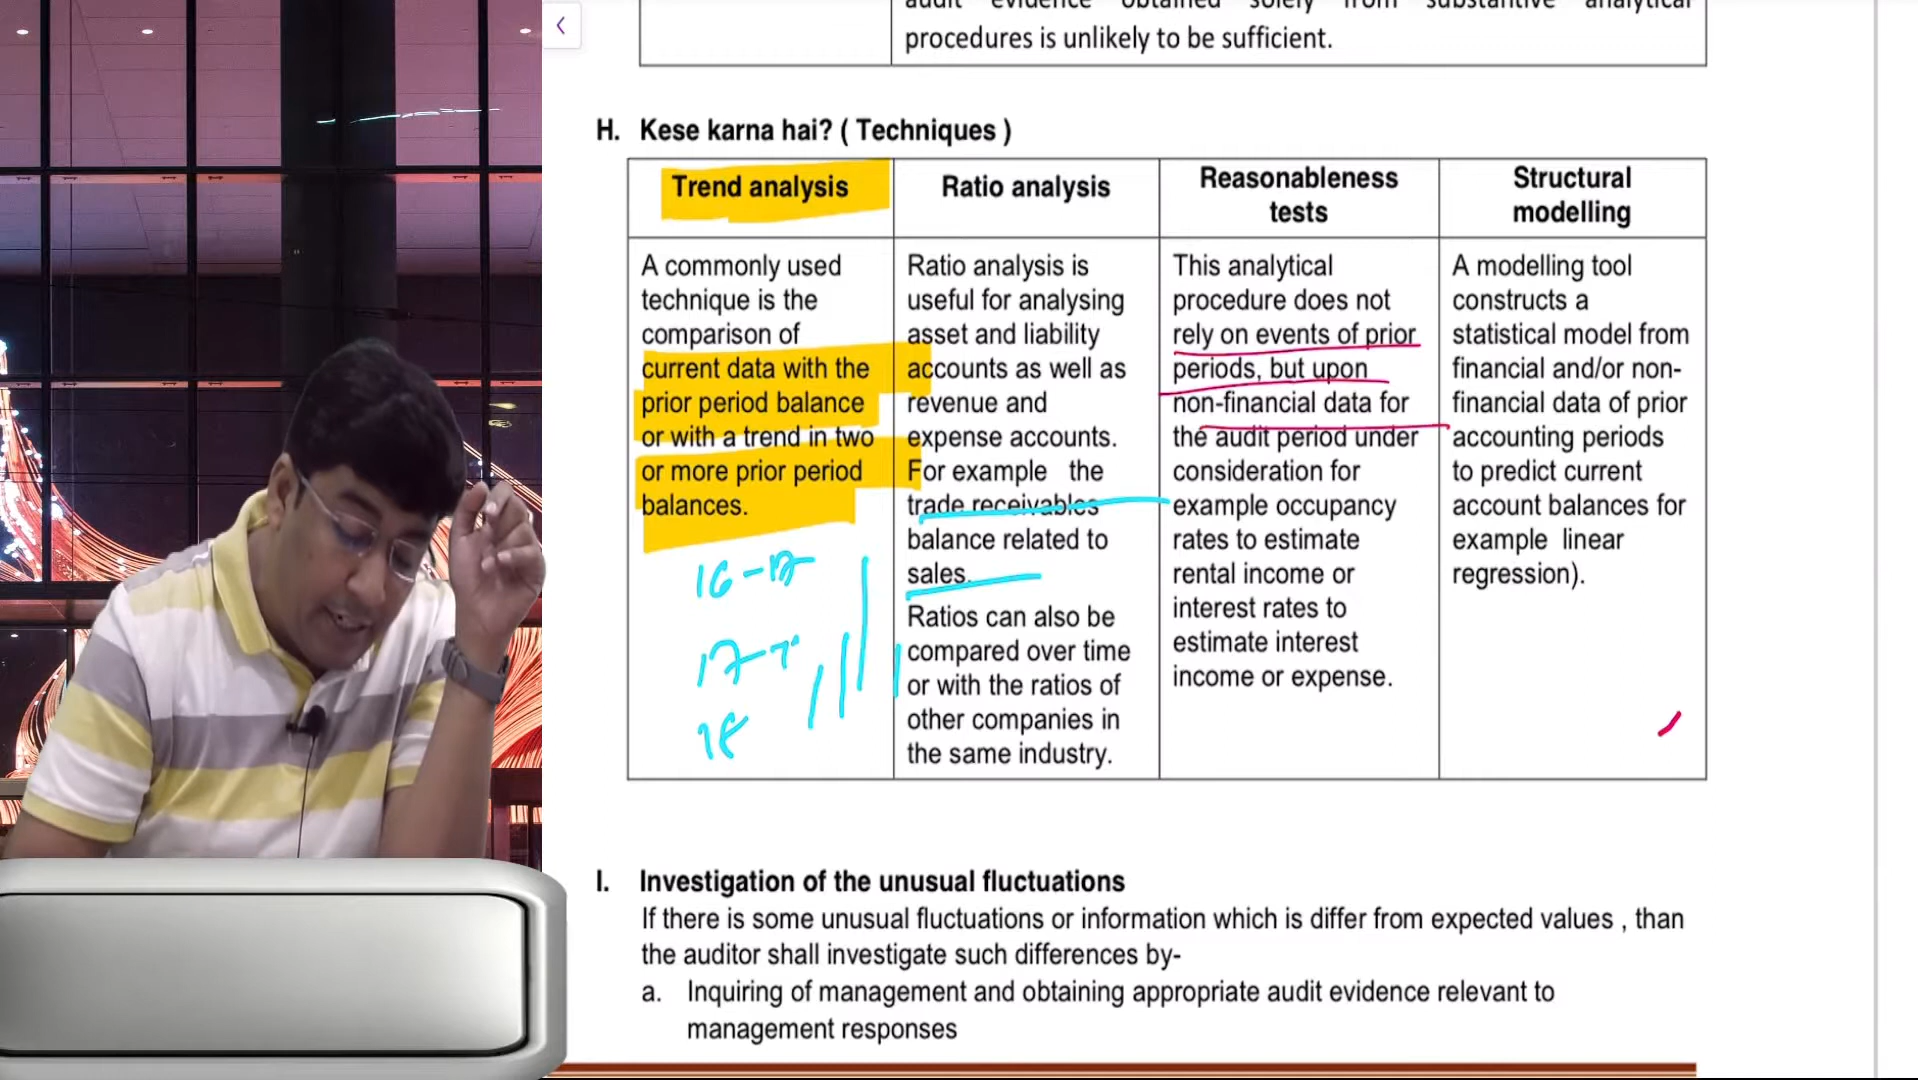 procedures is unlikely to be sufficient.
H. Kese karna hai? ( Techniques )
Trend analysis
Ratio analysis
Reasonableness
tests
Structural
modelling
A commonly used
technique is the
comparison of
current data with the
prior period balance
or with a trend in two
or more prior period
balances.
16-17
17-
18
Ratio analysis is
useful for analysing
asset and liability
accounts as well as
revenue and
expense accounts.
For example the
trade receivables
balance related to
sales.
Ratios can also be
compared over time
or with the ratios of
other companies in
the same industry.
This analytical
procedure does not
rely on events of prior
periods, but upon
non-financial data for
the audit period under
consideration for
example occupancy
rates to estimate
rental income or
interest rates to
estimate interest
income or expense.
A modelling tool
constructs a
statistical model from
financial and/or non-
financial data of prior
accounting periods
to predict current
account balances for
example linear
regression).
I. Investigation of the unusual fluctuations
If there is some unusual fluctuations or information which is differ from expected values , than
the auditor shall investigate such differences by-
a. Inquiring of management and obtaining appropriate audit evidence relevant to
management responses